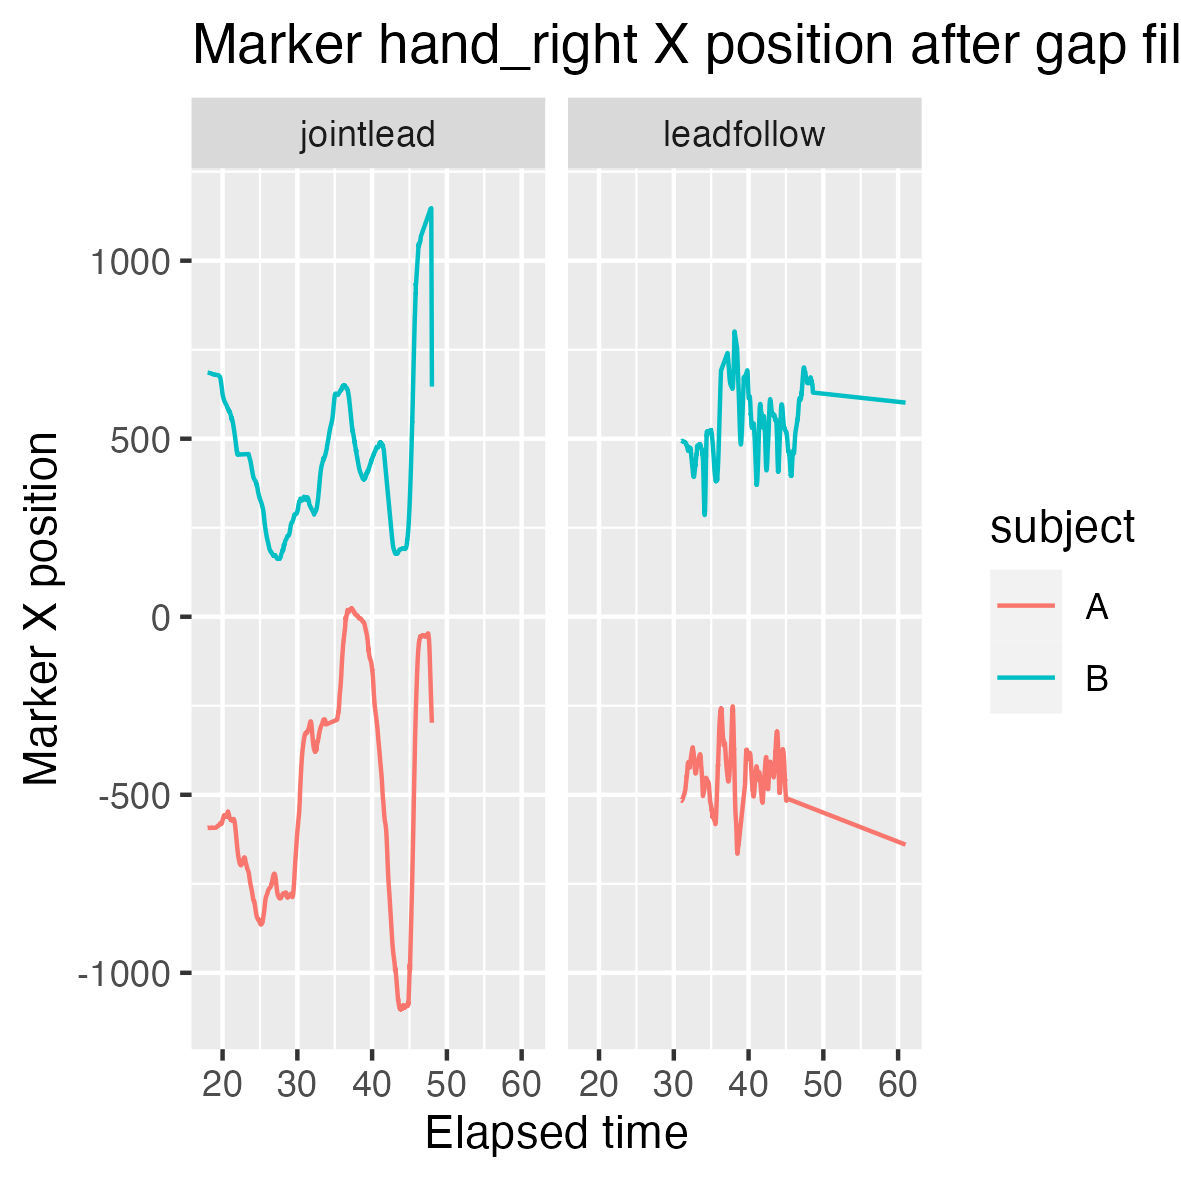 Marker hand_right X position after gap fil
jointlead
leadfollow
Marker X position
1000
500
0
-500
-1000
20 30 40 50 60
20 30 40 50 60
Elapsed time
subject
A
B